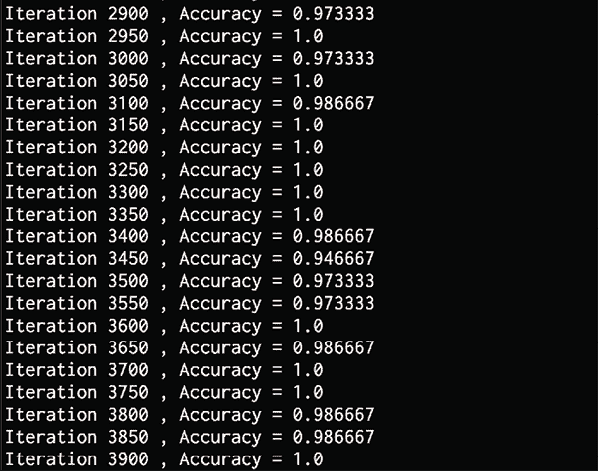 Iteration 2900 , Accuracy = 0.973333
Iteration 2950 , Accuracy = 1.0
Iteration 3000 , Accuracy = 0.973333
Iteration 3050 , Accuracy = 1.0
Iteration 3100 , Accuracy = 0.986667
Iteration 3150 , Accuracy = 1.0
Iteration 3200 , Accuracy = 1.0
Iteration 3250 , Accuracy = 1.0
Iteration 3300 , Accuracy = 1.0
Iteration 3350 , Accuracy = 1.0
Iteration 3400 , Accuracy = 0.986667
Iteration 3450 , Accuracy = 0.946667
Iteration 3500 , Accuracy = 0.973333
Iteration 3550 , Accuracy = 0.973333
Iteration 3600 , Accuracy = 1.0
Iteration 3650 , Accuracy = 0.986667
Iteration 3700 , Accuracy = 1.0
Iteration 3750 , Accuracy = 1.0
Iteration 3800 , Accuracy = 0.986667
Iteration 3850 , Accuracy = 0.986667
Iteration 3900 , Accuracy = 1.0